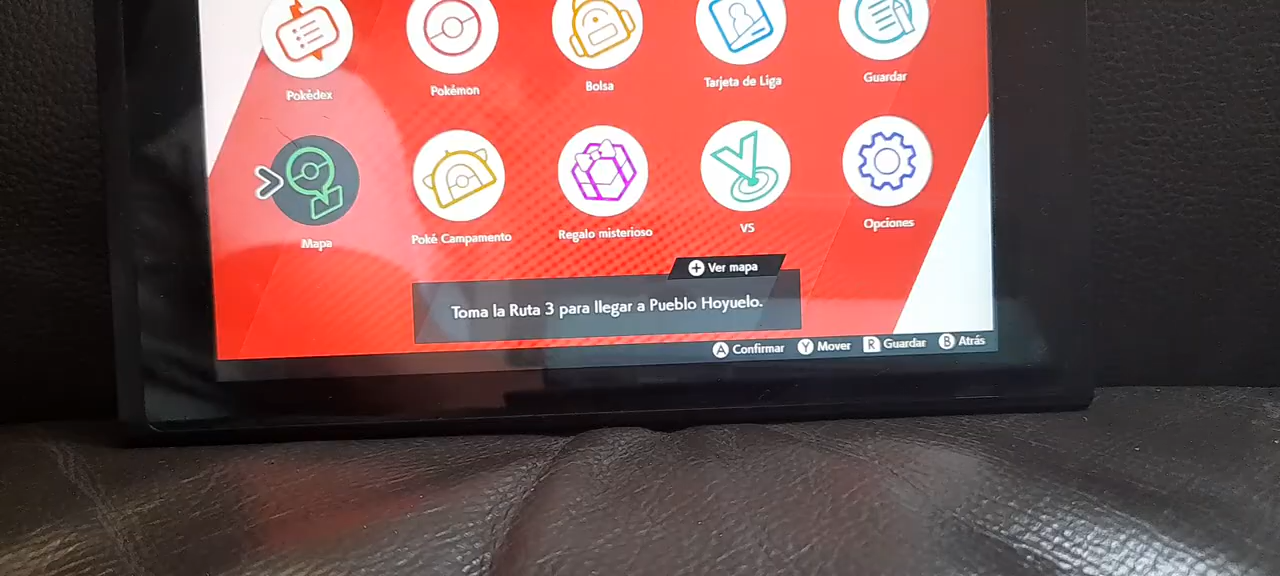 Pokédex
Pokémon
Bolsa
Tarjeta de Liga
Guardar
Mapa
Poké Campamento
Regalo misterioso
VS
Opciones
+ Ver mapa
Toma la Ruta 3 para llegar a Pueblo Hoyuelo.
A Confirmar Y Mover R Guardar B Atrás